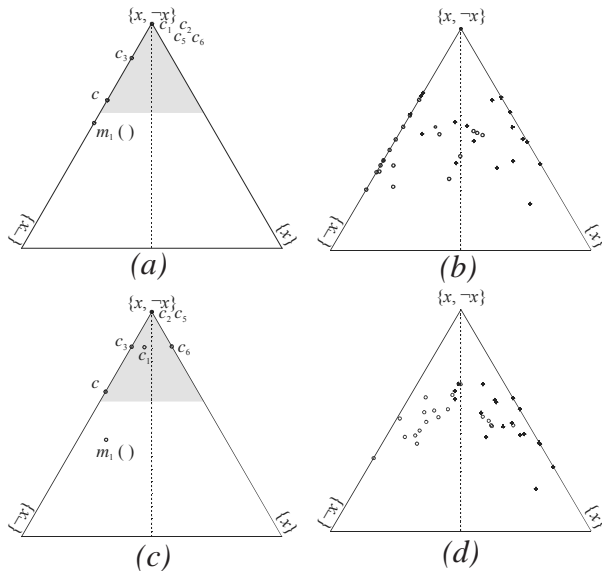 {x, ¬x}
c₁ c₂
c₅ c₆
c₃
c
m₁ ( )
{¬x}
{x}
(a)
{x, ¬x}
{¬x}
{x}
(b)
{x, ¬x}
c₂ c₅
c₃
c₁
c₆
c
m₁ ( )
{¬x}
{x}
(c)
{x, ¬x}
{¬x}
{x}
(d)